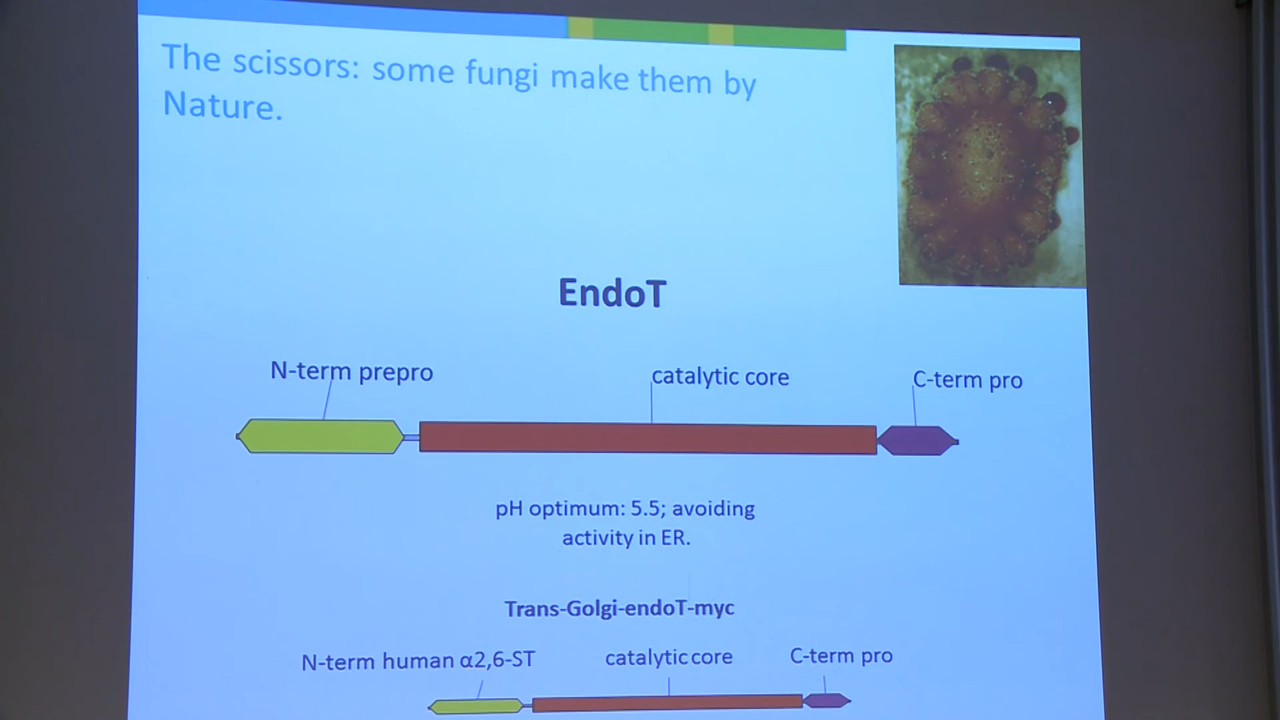 The scissors: some fungi make them by
Nature.
EndoT
N-term prepro
catalytic core
C-term pro
pH optimum: 5.5; avoiding
activity in ER.
Trans-Golgi-endoT-myc
N-term human α2,6-ST
catalytic core
C-term pro